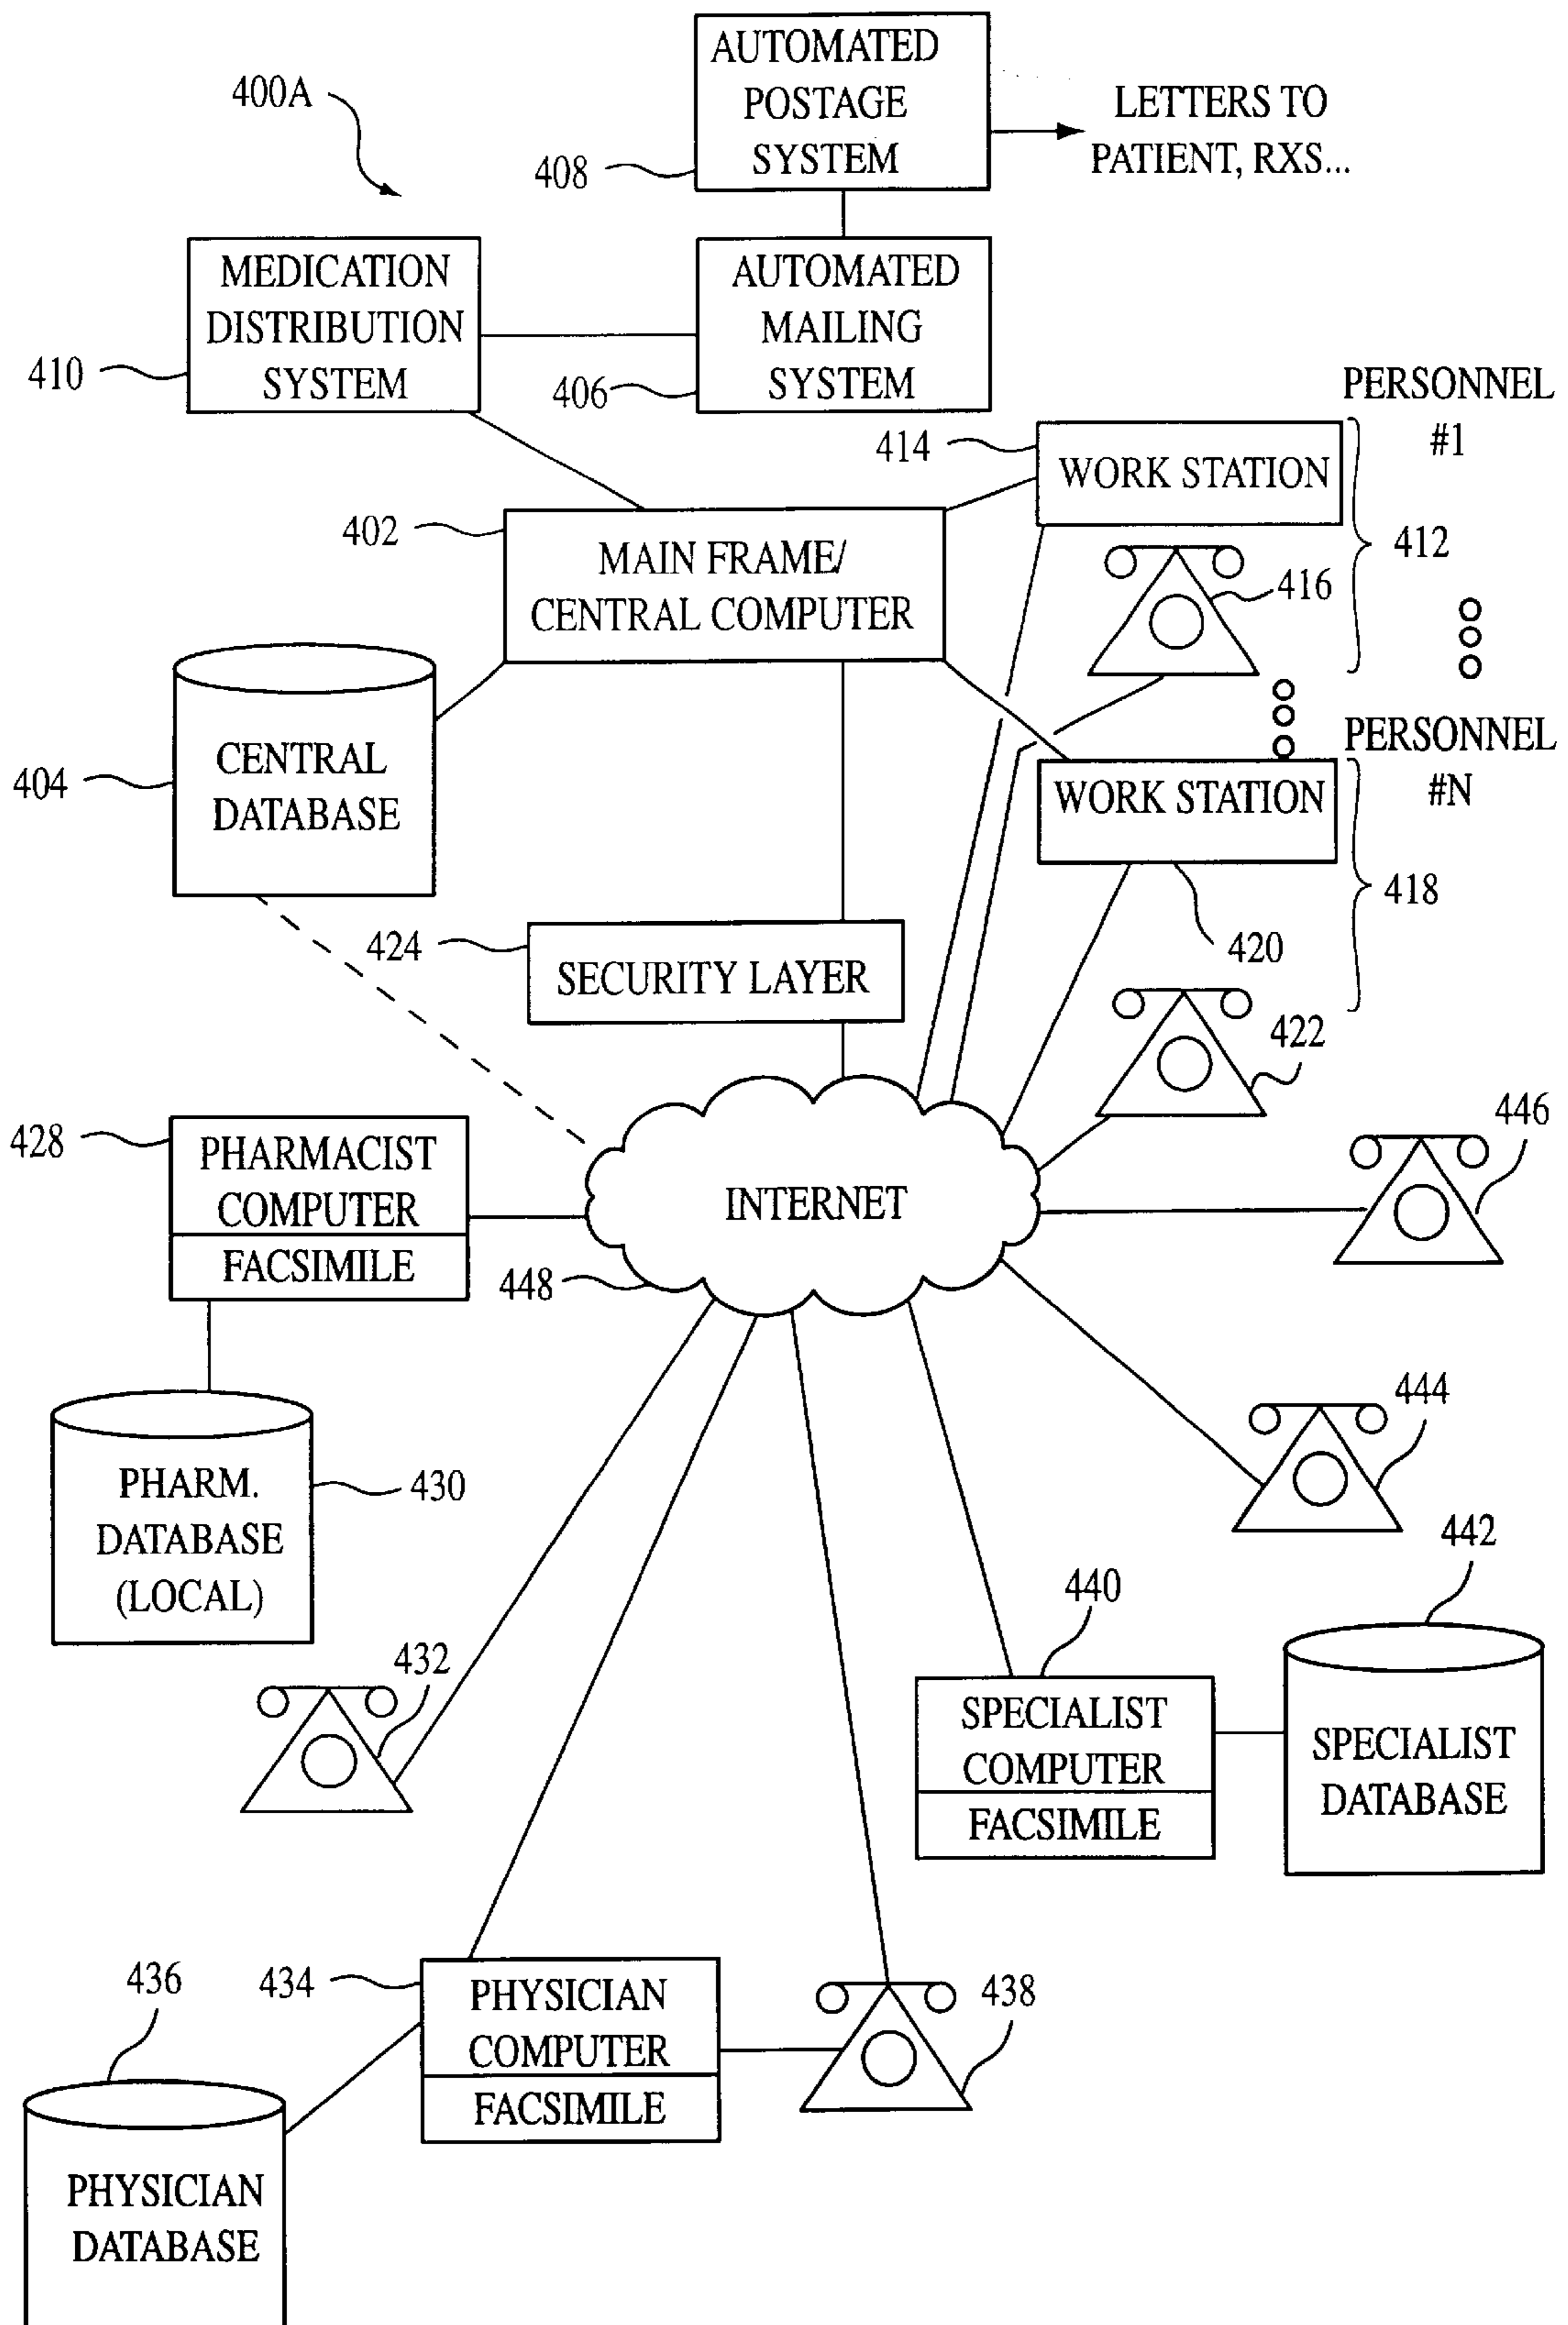 AUTOMATED
POSTAGE
SYSTEM
400A
LETTERS TO
PATIENT, RXS...
408
MEDICATION
DISTRIBUTION
SYSTEM
AUTOMATED
MAILING
SYSTEM
410
406
PERSONNEL
#1
414
WORK STATION
412
402
MAIN FRAME/
CENTRAL COMPUTER
416
PERSONNEL
#N
404
CENTRAL
DATABASE
WORK STATION
418
420
424
SECURITY LAYER
422
446
428
PHARMACIST
COMPUTER
FACSIMILE
INTERNET
448
444
PHARM.
DATABASE
(LOCAL)
430
442
440
432
SPECIALIST
COMPUTER
FACSIMILE
SPECIALIST
DATABASE
436
434
PHYSICIAN
COMPUTER
FACSIMILE
438
PHYSICIAN
DATABASE